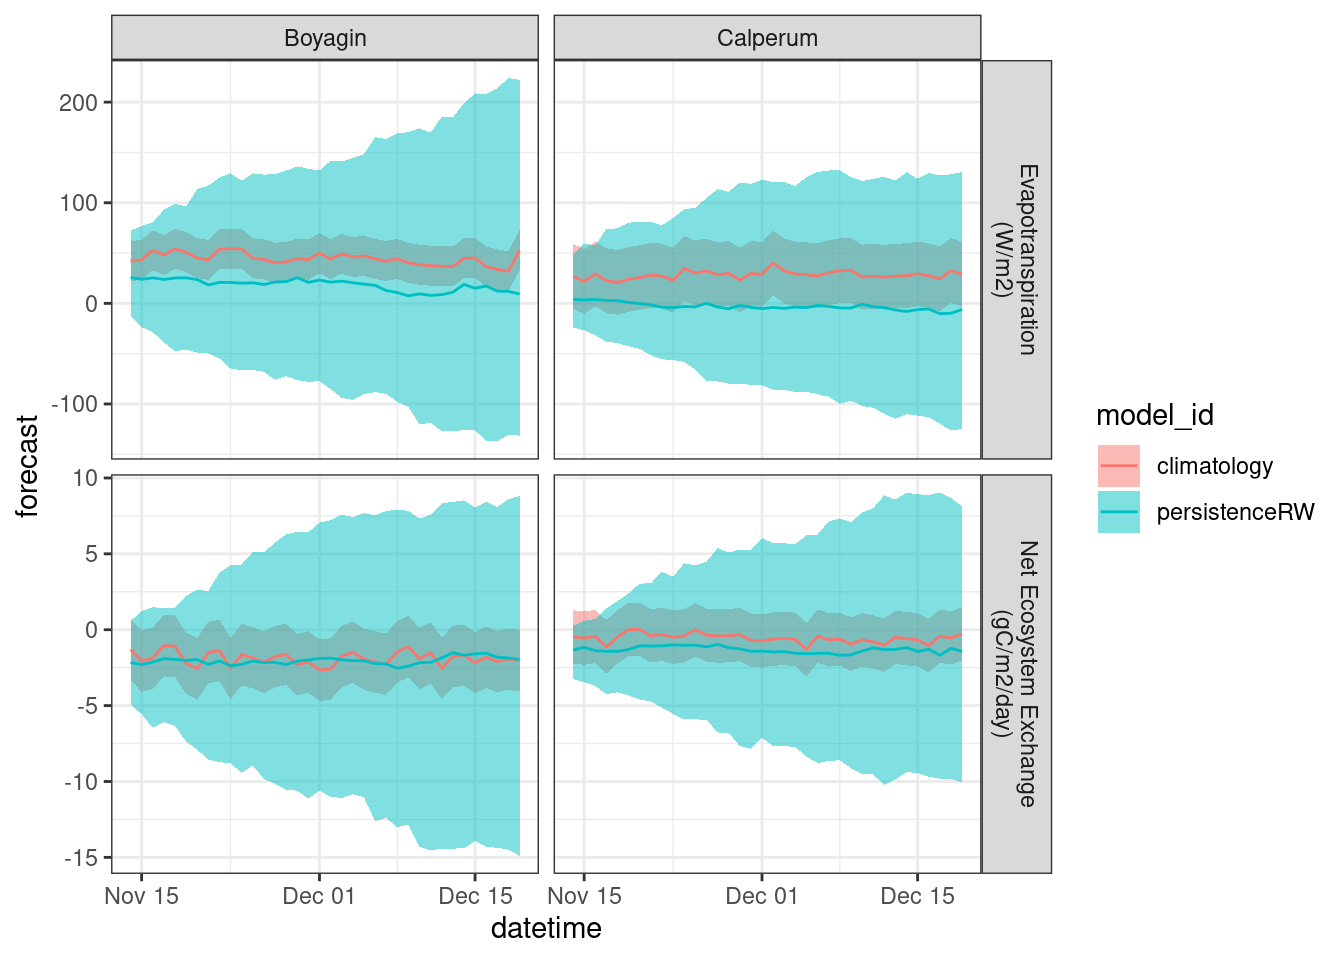 Boyagin
Calperum
200
100
0
-100
Evapotranspiration
(W/m2)
10
5
0
-5
-10
-15
Net Ecosystem Exchange
(gC/m2/day)
forecast
Nov 15
Dec 01
Dec 15
Nov 15
Dec 01
Dec 15
datetime
model_id
climatology
persistenceRW